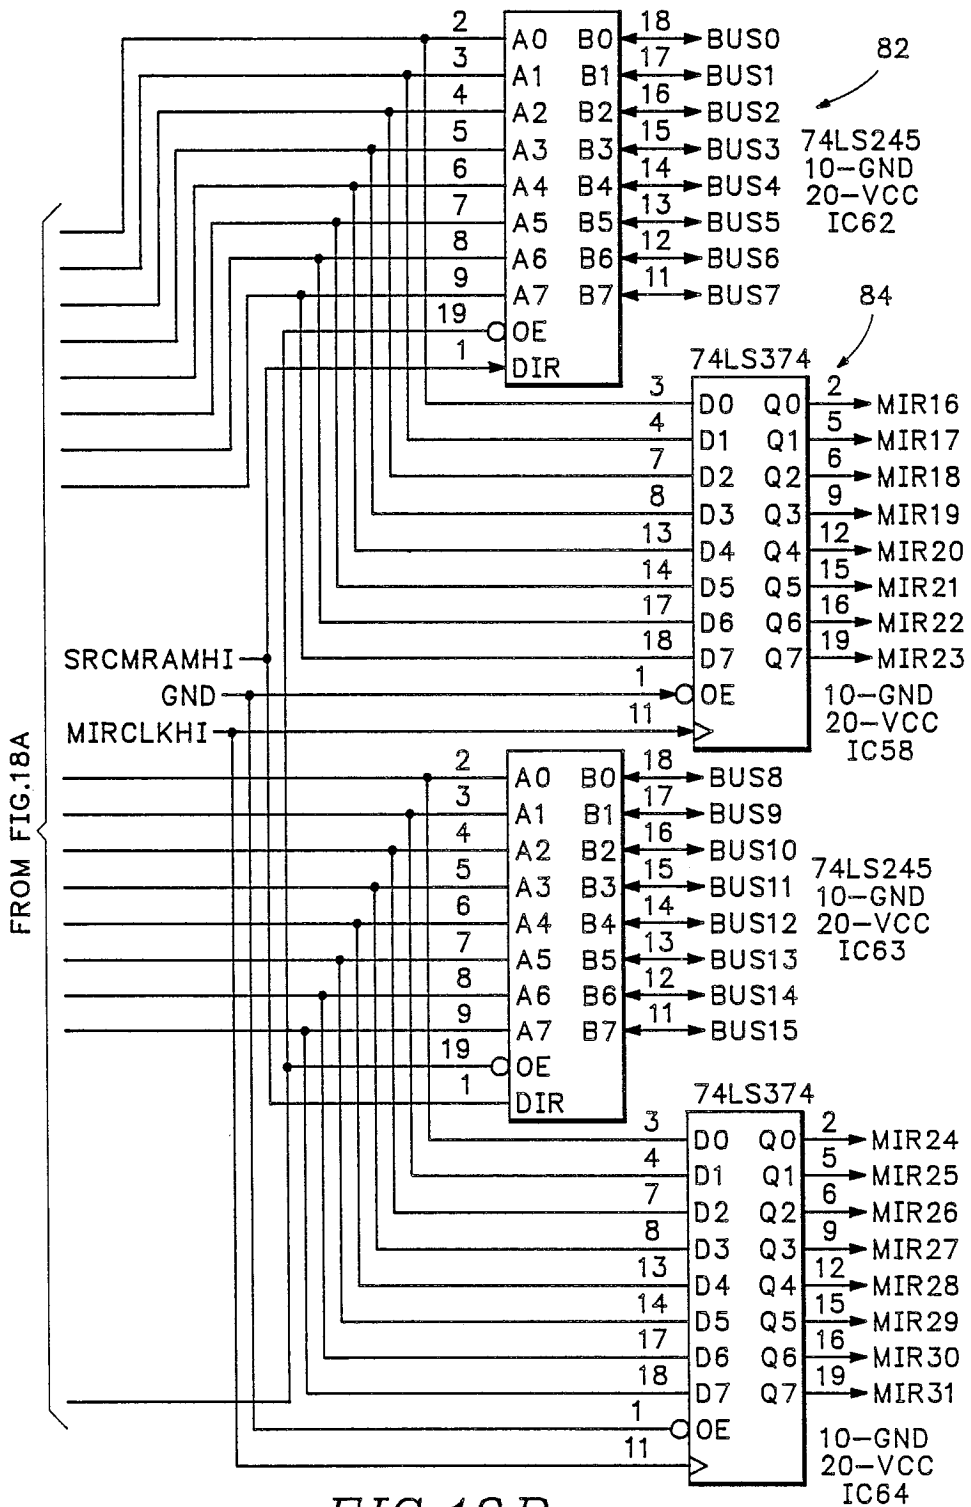 2 A0 B0 18 BUS0
3 A1 B1 17 BUS1
4 A2 B2 16 BUS2
5 A3 B3 15 BUS3
6 A4 B4 14 BUS4
7 A5 B5 13 BUS5
8 A6 B6 12 BUS6
9 A7 B7 11 BUS7
19 OE
1 DIR
82
74LS245
10-GND
20-VCC
IC62
84
74LS374
3 D0 Q0 2 MIR16
4 D1 Q1 5 MIR17
7 D2 Q2 6 MIR18
8 D3 Q3 9 MIR19
13 D4 Q4 12 MIR20
14 D5 Q5 15 MIR21
17 D6 Q6 16 MIR22
18 D7 Q7 19 MIR23
SRCMRAMHI
GND 1 OE
MIRCLKHI 11
10-GND
20-VCC
IC58
FROM FIG.18A
2 A0 B0 18 BUS8
3 A1 B1 17 BUS9
4 A2 B2 16 BUS10
5 A3 B3 15 BUS11
6 A4 B4 14 BUS12
7 A5 B5 13 BUS13
8 A6 B6 12 BUS14
9 A7 B7 11 BUS15
19 OE
1 DIR
74LS245
10-GND
20-VCC
IC63
74LS374
3 D0 Q0 2 MIR24
4 D1 Q1 5 MIR25
7 D2 Q2 6 MIR26
8 D3 Q3 9 MIR27
13 D4 Q4 12 MIR28
14 D5 Q5 15 MIR29
17 D6 Q6 16 MIR30
18 D7 Q7 19 MIR31
1 OE
11
10-GND
20-VCC
IC64